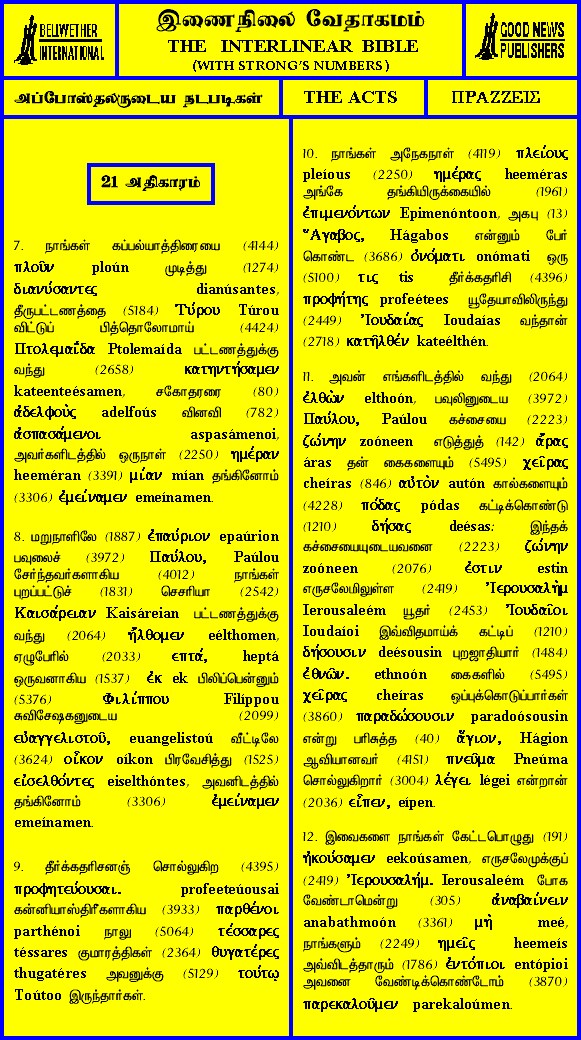 BELLWETHER
INTERNATIONAL
இணைநிலை வேதாகமம்
THE INTERLINEAR BIBLE
(WITH STRONG'S NUMBERS)
GOOD NEWS
PUBLISHERS
அப்போஸ்தலருடைய நடபடிகள்
THE ACTS
ΠΡΑΖΖΕΙΣ
21 அதிகாரம்
7. நாங்கள் கப்பல்யாத்திரையை (4144)
πλοῦν ploún முடித்து (1274)
διανύσαντες dianúsantes,
தீருபட்டணத்தை (5184) Τύρου Túrou
விட்டுப் பித்தொலோமாய் (4424)
Πτολεμαΐδα Ptolemaída பட்டணத்துக்கு
வந்து (2658) κατηντήσαμεν
kateenteésamen, சகோதரரை (80)
ἀδελφοὺς adelfoús வினவி (782)
ἀσπασάμενοι aspasámenoi,
அவர்களிடத்தில் ஒருநாள் (2250) ημέραν
heeméran (3391) μίαν mían தங்கினோம்
(3306) ἐμείναμεν emeínamen.
8. மறுநாளிலே (1887) ἐπαύριον epaúrion
பவுலைச் (3972) Παύλου, Paúlou
சேர்ந்தவர்களாகிய (4012) நாங்கள்
புறப்பட்டுச் (1831) செசரியா (2542)
Καισάρειαν Kaisáreian பட்டணத்துக்கு
வந்து (2064) ἤλθομεν eélthomen,
ஏழுபேரில் (2033) επτά, heptá
ஒருவனாகிய (1537) ἐκ ek பிலிப்பென்னும்
(5376) Φιλίππου Filíppou
சுவிசேஷகனுடைய (2099)
εὐαγγελιστοῦ, euangelistoú வீட்டிலே
(3624) οἶκον oíkon பிரவேசித்து (1525)
εἰσελθόντες eiselthóntes, அவனிடத்தில்
தங்கினோம் (3306) ἐμείναμεν
emeínamen.
9. தீர்க்கதரிசனஞ் சொல்லுகிற (4395)
προφητεύουσαι. profeeteúousai
கன்னியாஸ்திரீகளாகிய (3933) παρθένοι
parthénoi நாலு (5064) τέσσαρες
téssares குமாரத்திகள் (2364) θυγατέρες
thugatéres அவனுக்கு (5129) τούτῳ
Toútoo இருந்தார்கள்.
10. நாங்கள் அநேகநாள் (4119) πλείους
pleíous (2250) ημέρας heeméras
அங்கே தங்கியிருக்கையில் (1961)
ἐπιμενόντων Epimenóntoon, அகபு (13)
Ἄγαβος, Hágabos என்னும் பேர்
கொண்ட (3686) ὀνόματι onómati ஒரு
(5100) τις tis தீர்க்கதரிசி (4396)
προφήτης profeétees யூதேயாவிலிருந்து
(2449) Ἰουδαίας Ioudaías வந்தான்
(2718) κατῆλθέν kateélthén.
11. அவன் எங்களிடத்தில் வந்து (2064)
ἐλθὼν elthoón, பவுலினுடைய (3972)
Παύλου, Paúlou கச்சையை (2223)
ζώνην zoóneen எடுத்துத் (142) ἄρας
áras தன் கைகளையும் (5495) χεῖρας
cheíras (846) αὐτὸν autón கால்களையும்
(4228) πόδας pódas கட்டிக்கொண்டு
(1210) δήσας deésas: இந்தக்
கச்சையையுடையவனை (2223) ζώνην
zoóneen (2076) ἐστιν estin
எருசலேமிலுள்ள (2419) Ἰερουσαλὴμ
Ierousaleém யூதர் (2453) Ἰουδαῖοι
Ioudaíoi இவ்விதமாய்க் கட்டிப் (1210)
δήσουσιν deésousin புறஜாதியார் (1484)
ἐθνῶν. ethnoón கைகளில் (5495)
χεῖρας cheíras ஒப்புக்கொடுப்பார்கள்
(3860) παραδώσουσιν paradoósousin
என்று பரிசுத்த (40) ἅγιον, Hágion
ஆவியானவர் (4151) πνεῦμα Pneúma
சொல்லுகிறார் (3004) λέγει légei என்றான்
(2036) εἶπεν, eípen.
12. இவைகளை நாங்கள் கேட்டபொழுது (191)
ἠκούσαμεν eekoúsamen, எருசலேமுக்குப்
(2419) Ἰερουσαλήμ. Ierousaleém போக
வேண்டாமென்று (305) ἀναβαίνειν
anabathmoón (3361) μὴ meé,
நாங்களும் (2249) ημεῖς heemeís
அவ்விடத்தாரும் (1786) ἐντόπιοι entópioi
அவனை வேண்டிக்கொண்டோம் (3870)
παρεκαλοῦμεν parekaloúmen.